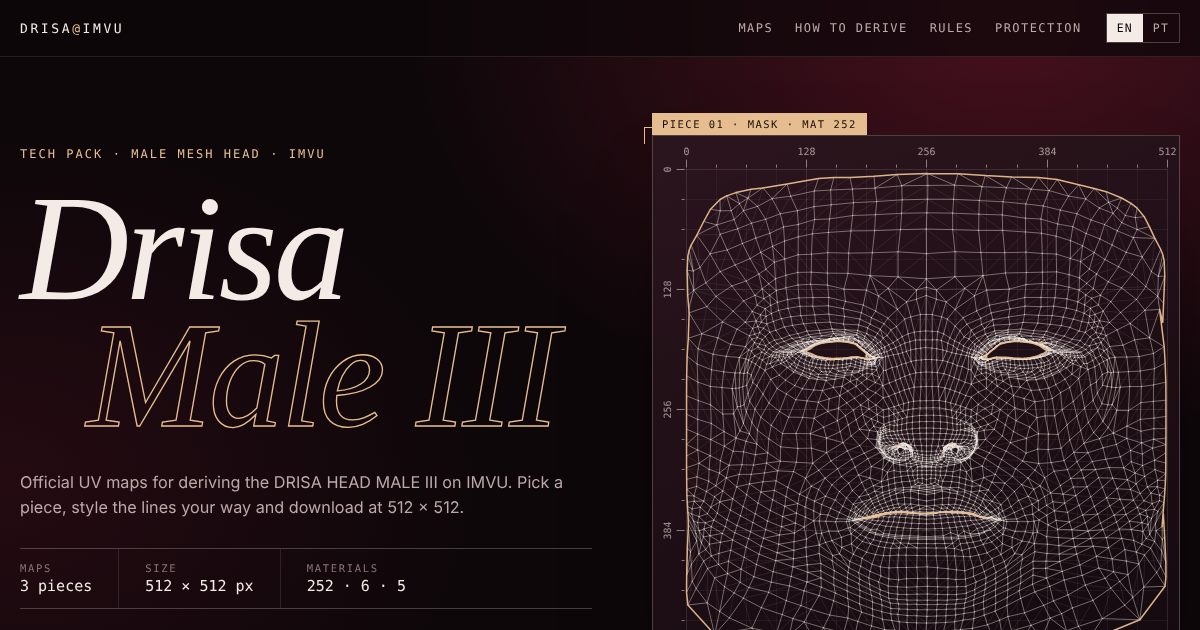 DRISA@IMVU
MAPS HOW TO DERIVE RULES PROTECTION EN PT
TECH PACK · MALE MESH HEAD · IMVU
Drisa
Male III
Official UV maps for deriving the DRISA HEAD MALE III on IMVU. Pick a
piece, style the lines your way and download at 512 × 512.
MAPS
3 pieces
SIZE
512 × 512 px
MATERIALS
252 · 6 · 5
PIECE 01 · MASK · MAT 252
0 128 256 384 512
0
128
256
384